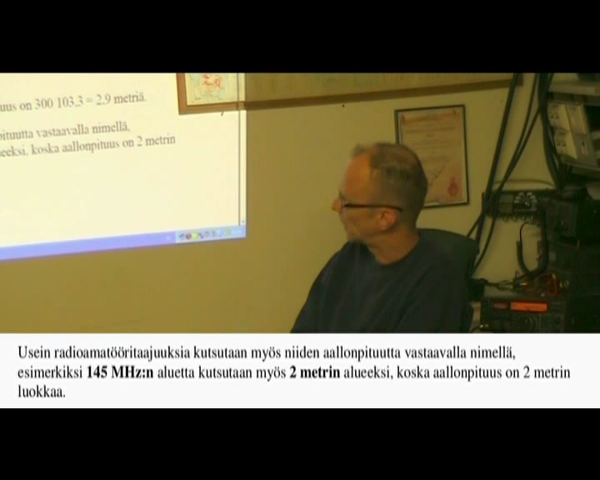 uus on 300 103.3 = 2.9 metriä.
pituutta vastaavalla nimellä,
eeksi, koska aallonpituus on 2 metrin
Usein radioamatööritaajuuksia kutsutaan myös niiden aallonpituutta vastaavalla nimellä,
esimerkiksi 145 MHz:n aluetta kutsutaan myös 2 metrin alueeksi, koska aallonpituus on 2 metrin
luokkaa.